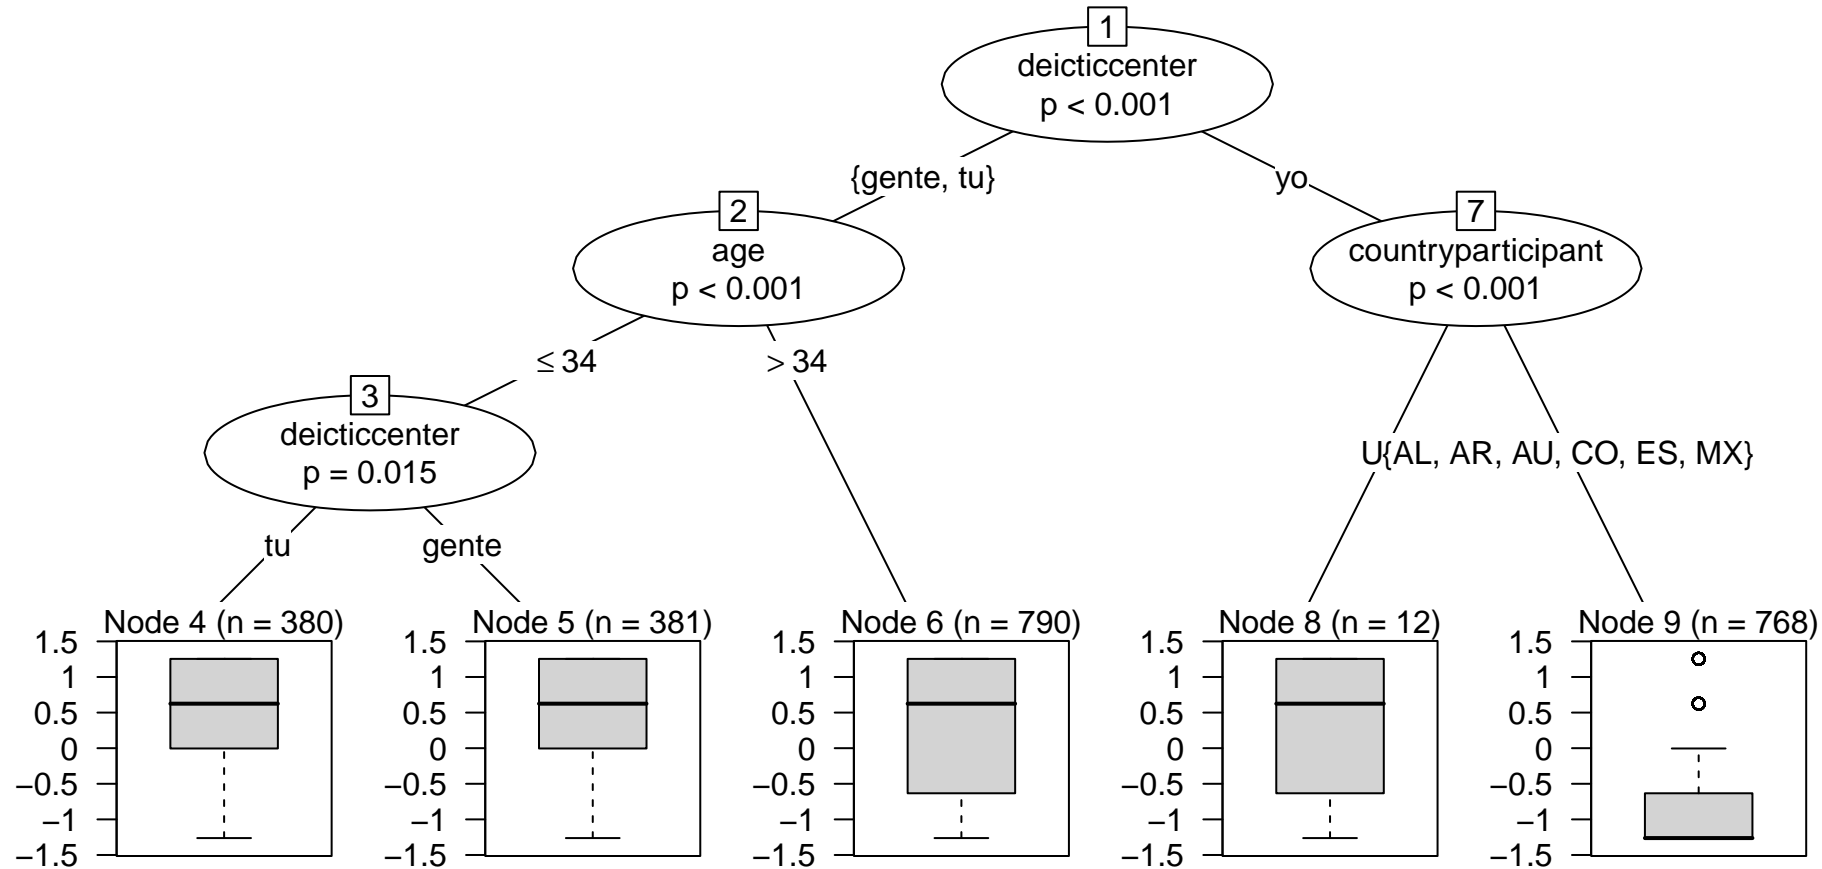 1
deicticcenter
p < 0.001
{gente, tu}
yo
2
age
p < 0.001
7
countryparticipant
p < 0.001
≤ 34
> 34
3
deicticcenter
p = 0.015
U{AL, AR, AU, CO, ES, MX}
tu
gente
Node 4 (n = 380)
1.5
1
0.5
0
−0.5
−1
−1.5
Node 5 (n = 381)
1.5
1
0.5
0
−0.5
−1
−1.5
Node 6 (n = 790)
1.5
1
0.5
0
−0.5
−1
−1.5
Node 8 (n = 12)
1.5
1
0.5
0
−0.5
−1
−1.5
Node 9 (n = 768)
1.5
1
0.5
0
−0.5
−1
−1.5